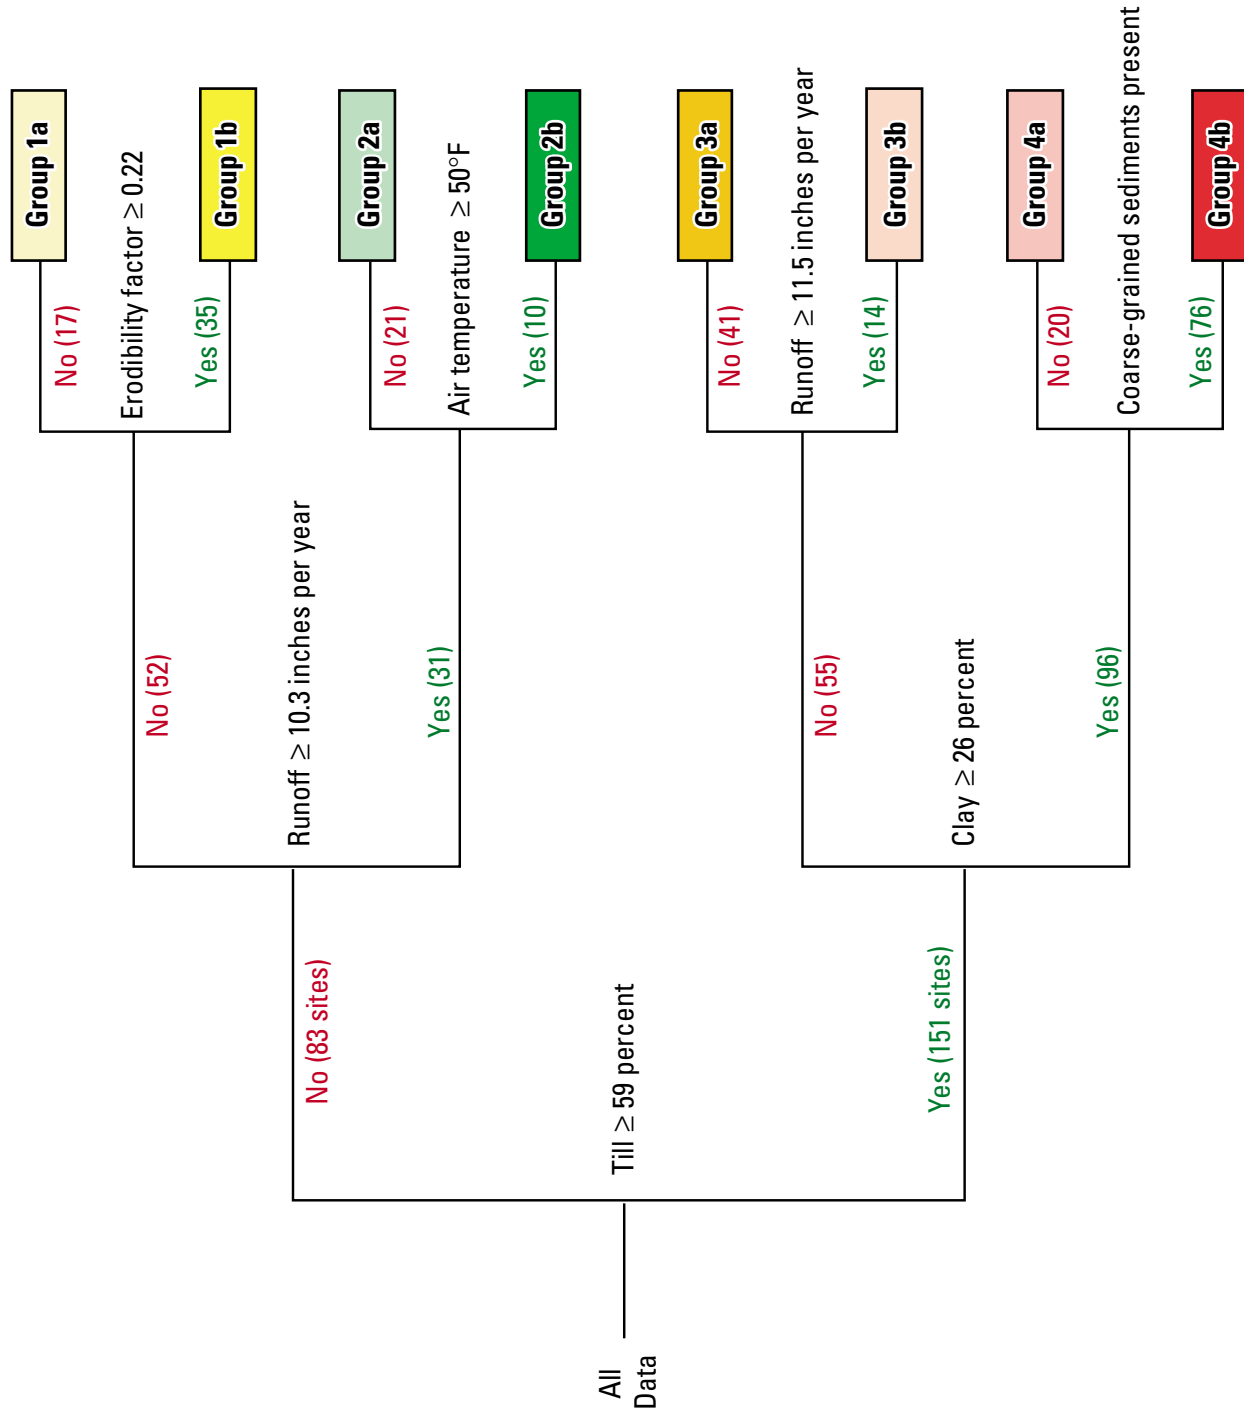 All
Data
Till ≥ 59 percent
No (83 sites)
Yes (151 sites)
Runoff ≥ 10.3 inches per year
No (52)
Yes (31)
Clay ≥ 26 percent
No (55)
Yes (96)
Erodibility factor ≥ 0.22
No (17)
Yes (35)
Air temperature ≥ 50°F
No (21)
Yes (10)
Runoff ≥ 11.5 inches per year
No (41)
Yes (14)
Coarse-grained sediments present
No (20)
Yes (76)
Group 1a
Group 1b
Group 2a
Group 2b
Group 3a
Group 3b
Group 4a
Group 4b